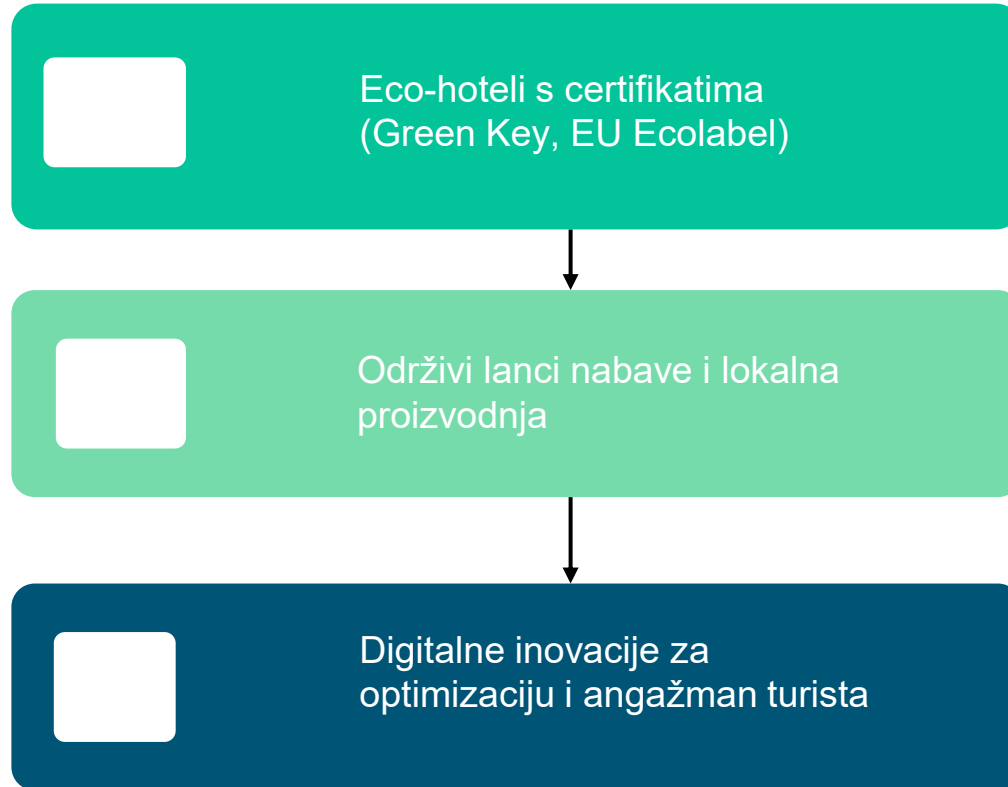 Eco-hoteli s certifikatima
(Green Key, EU Ecolabel)
Održivi lanci nabave i lokalna
proizvodnja
Digitalne inovacije za
optimizaciju i angažman turista